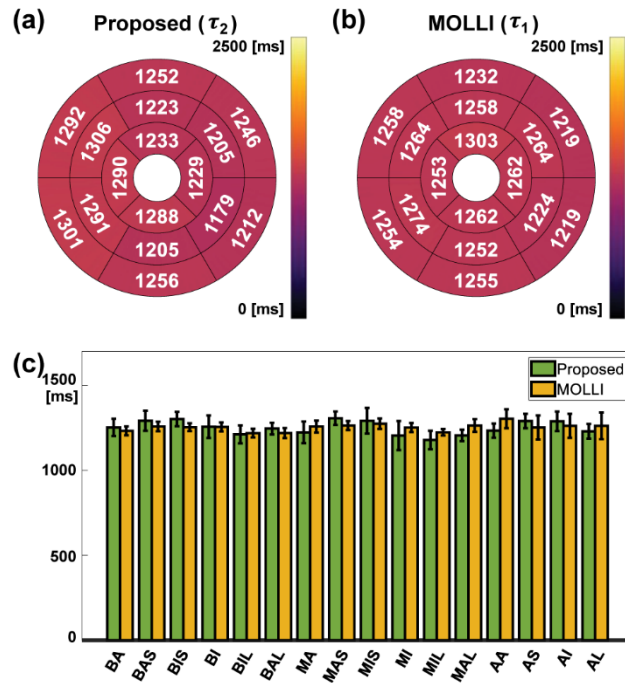 (a) Proposed (τ2)
2500 [ms]
1252
1292
1246
1223
1306
1205
1233
1290
1229
1288
1291
1179
1301
1212
1205
1256
0 [ms]
(b) MOLLI (τ1)
2500 [ms]
1232
1258
1219
1258
1264
1264
1303
1253
1262
1262
1274
1224
1254
1219
1252
1255
0 [ms]
(c)
1500
[ms]
1000
500
0
Proposed
MOLLI
BA
BAS
BIS
BI
BIL
BAL
MA
MAS
MIS
MI
MIL
MAL
AA
AS
AI
AL